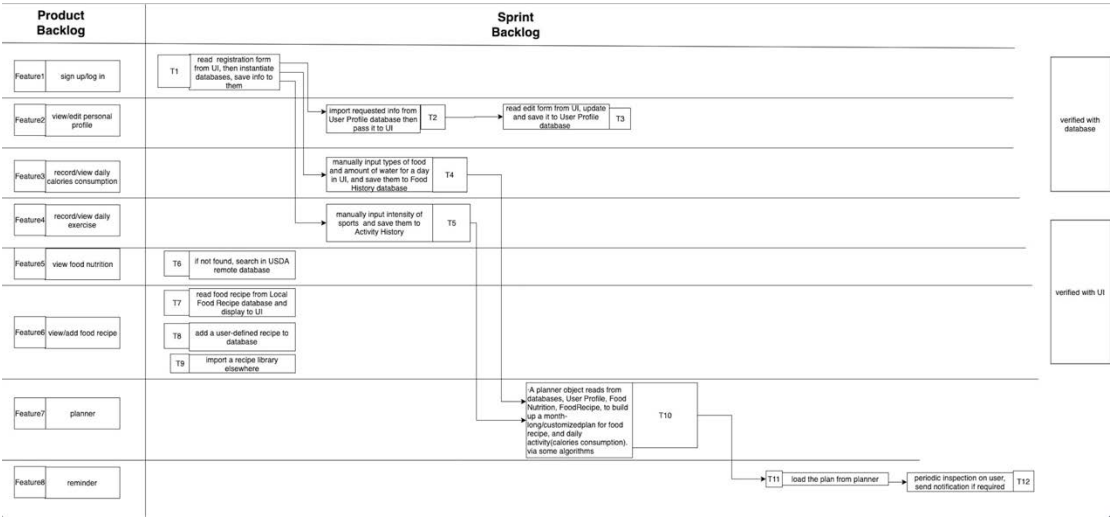 Product
Backlog
Sprint
Backlog
Feature1
sign up/log in
T1
read registration form
from UI, then instantiate
databases, save info to
them
Feature2
view/edit personal
profile
import requested info from
User Profile database then
pass it to UI
T2
read edit form from UI, update
and save it to User Profile
database
T3
verified with
database
Feature3
record/view daily
calories consumption
manually input types of food
and amount of water for a day
in UI, and save them to Food
History database
T4
Feature4
record/view daily
exercise
manually input intensity of
sports and save them to
Activity History
T5
Feature5
view food nutrition
T6
if not found, search in USDA
remote database
verified with UI
Feature6
view/add food recipe
T7
read food recipe from Local
Food Recipe database and
display to UI
T8
add a user-defined recipe to
database
T9
import a recipe library
elsewhere
Feature7
planner
A planner object reads from
databases, User Profile, Food
Nutrition, FoodRecipe, to build
up a month-
long/customizedplan for food
recipe, and daily
activity(calories consumption).
via some algorithms
T10
Feature8
reminder
T11
load the plan from planner
periodic inspection on user,
send notification if required
T12